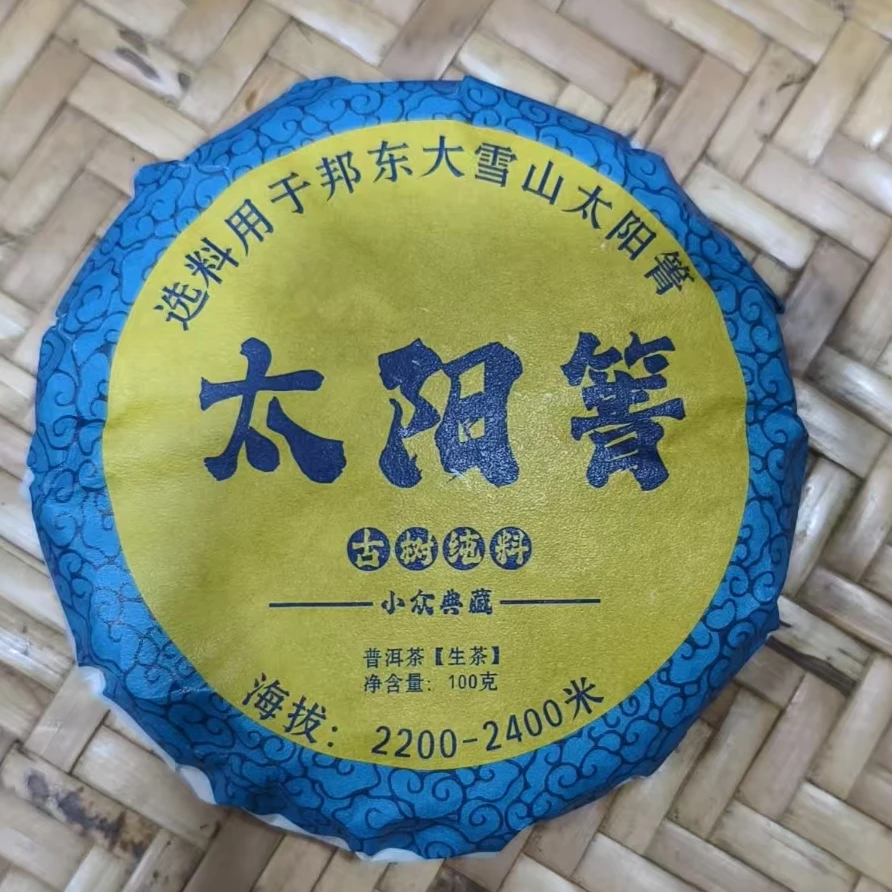 选料用于邦东大雪山太阳箐
太阳箐
古树纯料
小众典藏
普洱茶【生茶】
净含量：100克
海拔：2200-2400米